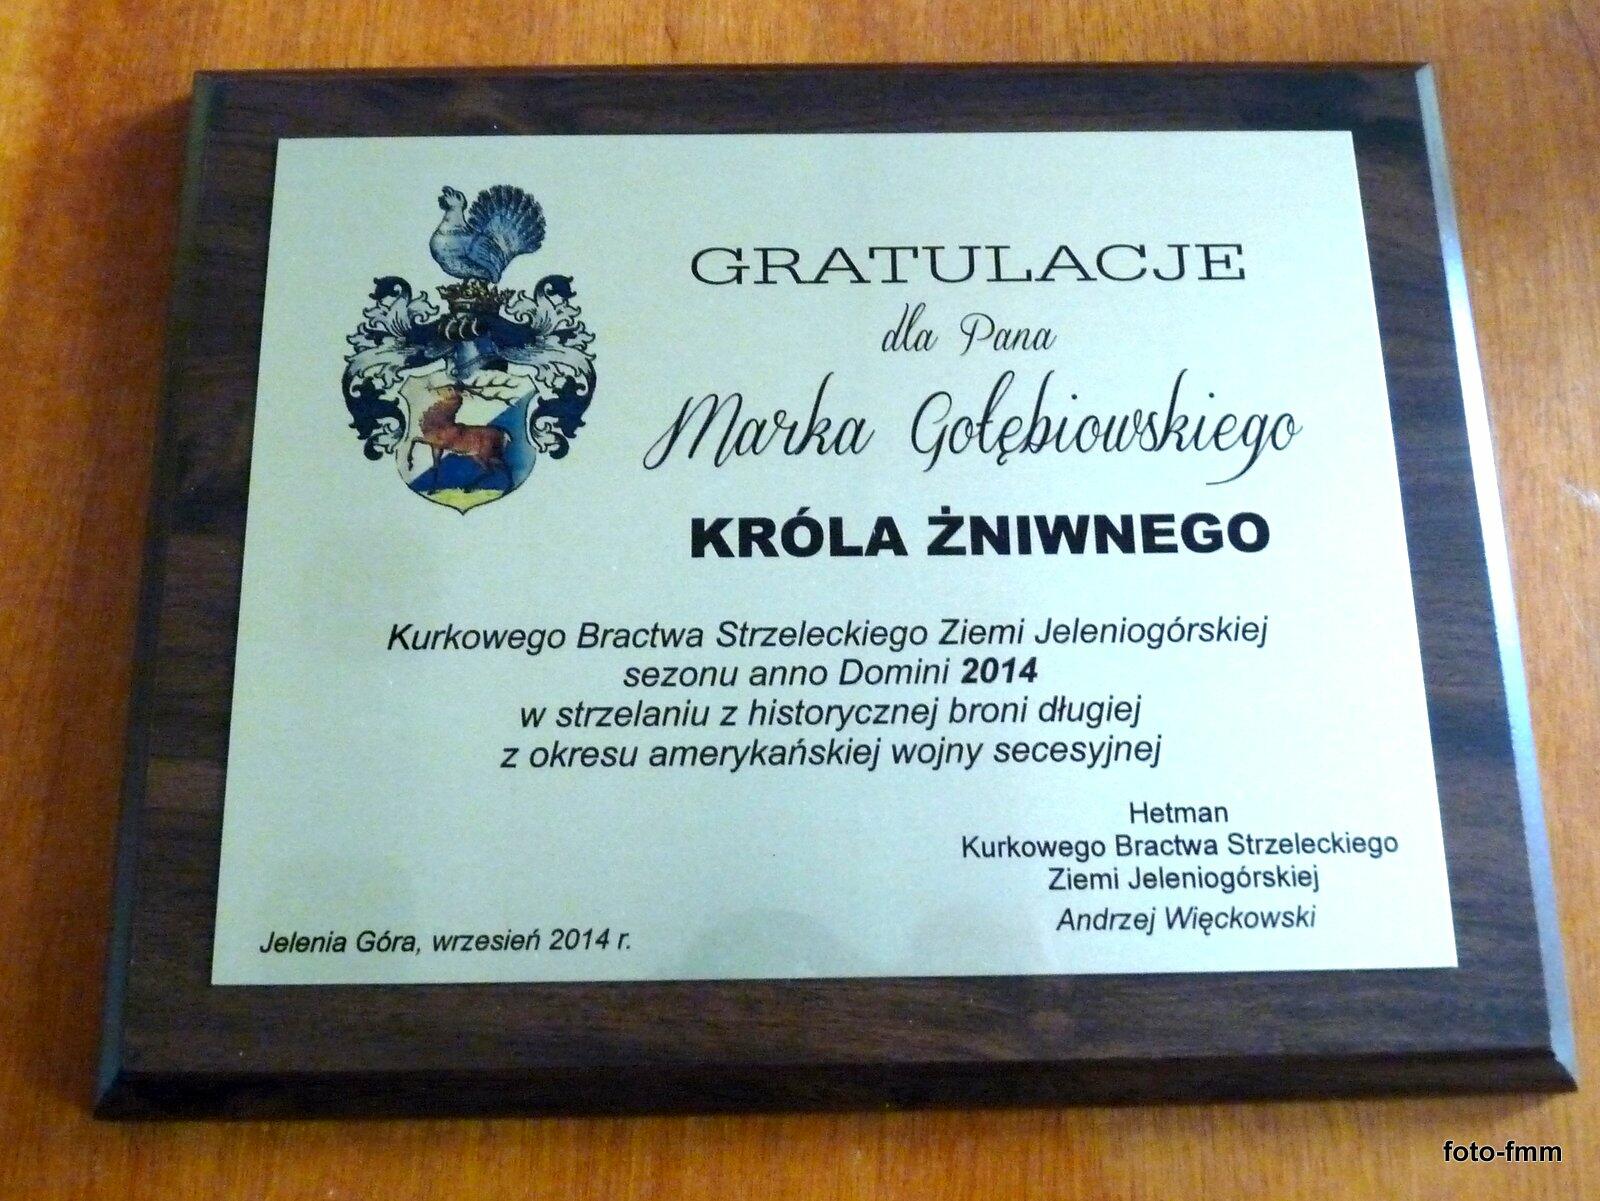 GRATULACJE
dla Pana
Marka Gołębiowskiego
KRÓLA ŻNIWNEGO
Kurkowego Bractwa Strzeleckiego Ziemi Jeleniogórskiej
sezonu anno Domini 2014
w strzelaniu z historycznej broni długiej
z okresu amerykańskiej wojny secesyjnej
Hetman
Kurkowego Bractwa Strzeleckiego
Ziemi Jeleniogórskiej
Andrzej Więckowski
Jelenia Góra, wrzesień 2014 r.
foto-fmm